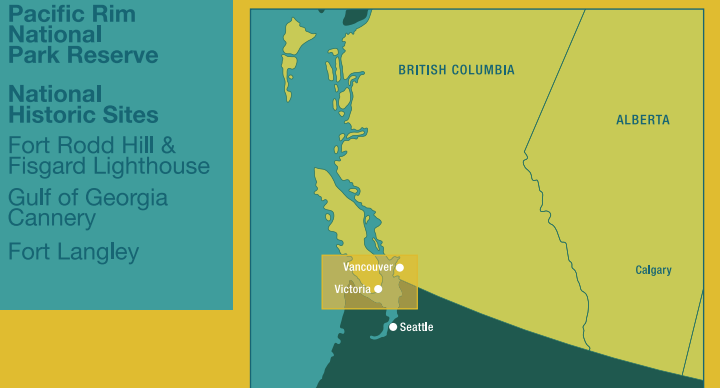 Pacific Rim
National
Park Reserve
National
Historic Sites
Fort Rodd Hill &
Fisgard Lighthouse
Gulf of Georgia
Cannery
Fort Langley
BRITISH COLUMBIA
ALBERTA
Calgary
Vancouver
Victoria
Seattle